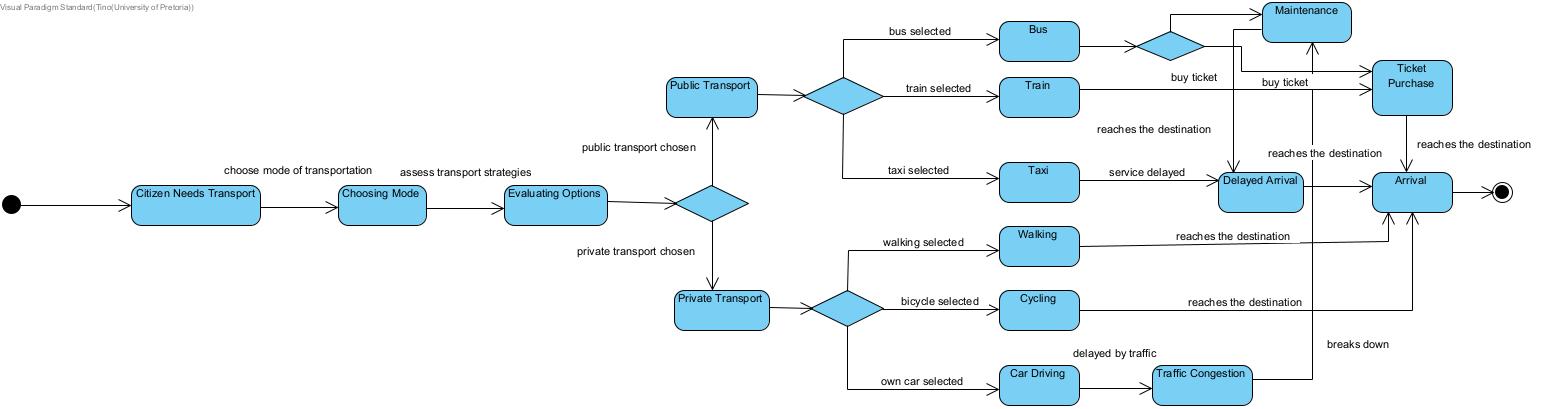 Visual Paradigm Standard(Tino(University of Pretoria))
Maintenance
bus selected
Bus
Ticket
Purchase
buy ticket
buy ticket
Public Transport
train selected
Train
reaches the destination
reaches the destination
reaches the destination
public transport chosen
choose mode of transportation
assess transport strategies
taxi selected
Taxi
service delayed
Delayed Arrival
Arrival
Citizen Needs Transport
Choosing Mode
Evaluating Options
walking selected
Walking
reaches the destination
private transport chosen
Private Transport
bicycle selected
Cycling
reaches the destination
breaks down
delayed by traffic
own car selected
Car Driving
Traffic Congestion